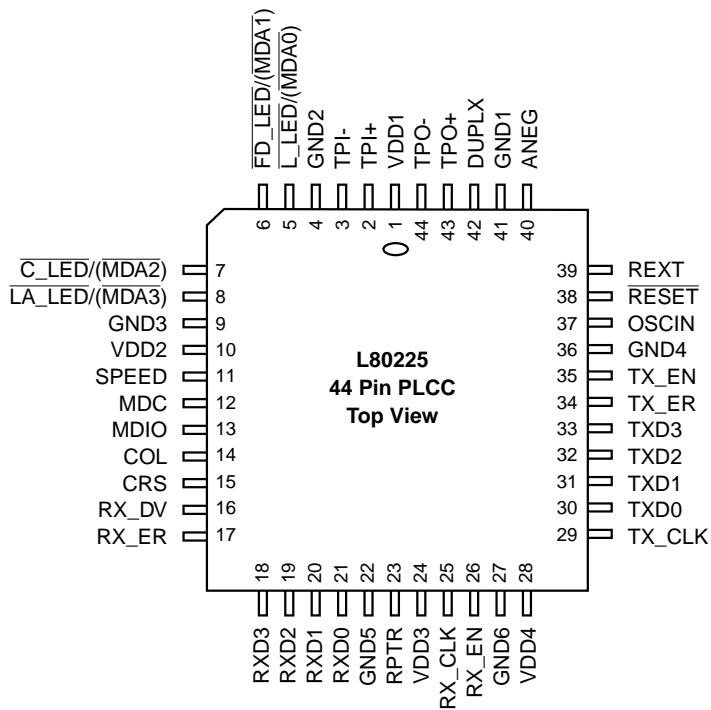 FD_LED/(MDA1)
L_LED/(MDA0)
GND2
TPI-
TPI+
VDD1
TPO-
TPO+
DUPLX
GND1
ANEG
6
5
4
3
2
1
44
43
42
41
40
C_LED/(MDA2) 7
LA_LED/(MDA3) 8
GND3 9
VDD2 10
SPEED 11
MDC 12
MDIO 13
COL 14
CRS 15
RX_DV 16
RX_ER 17
L80225
44 Pin PLCC
Top View
39 REXT
38 RESET
37 OSCIN
36 GND4
35 TX_EN
34 TX_ER
33 TXD3
32 TXD2
31 TXD1
30 TXD0
29 TX_CLK
18
19
20
21
22
23
24
25
26
27
28
RXD3
RXD2
RXD1
RXD0
GND5
RPTR
VDD3
RX_CLK
RX_EN
GND6
VDD4